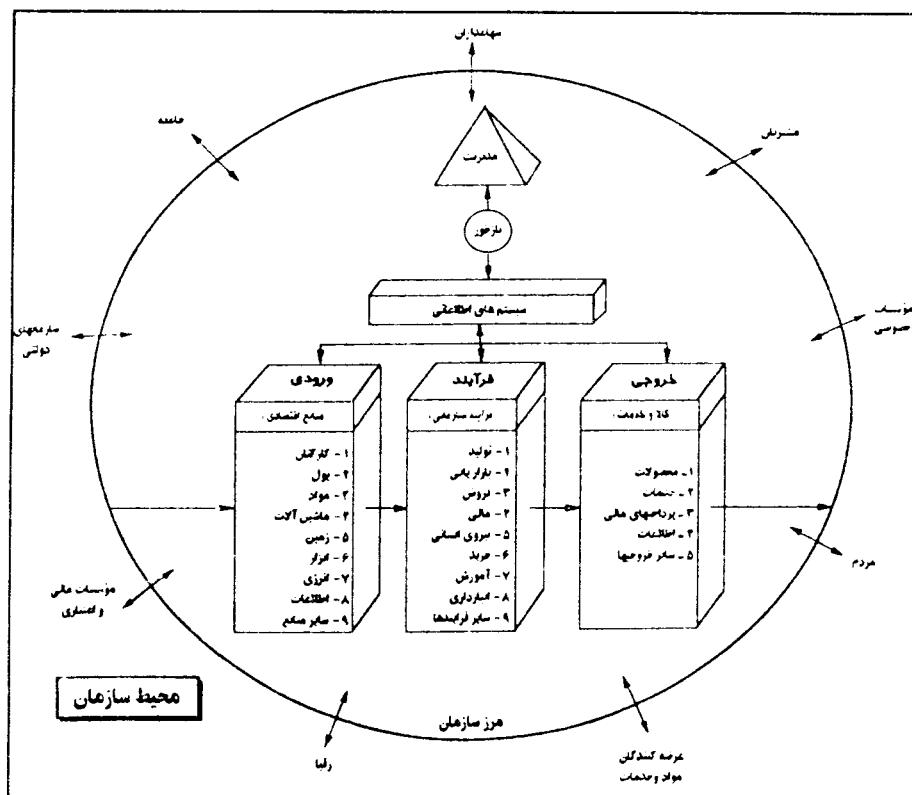 سهامداران
جامعه
مشتریان
مدیریت
بازخور
سیستم های اطلاعاتی
سازمانهای
دولتی
مؤسسات
خصوصی
ورودی
منابع اقتصادی :
۱ - کارکنان
۲ - پول
۳ - مواد
۴ - ماشین آلات
۵ - زمین
۶ - ابزار
۷ - انرژی
۸ - اطلاعات
۹ - سایر منابع
فرآیند
فرآیند سازمانی :
۱ - تولید
۲ - بازاریابی
۳ - فروش
۴ - مالی
۵ - نیروی انسانی
۶ - خرید
۷ - آموزش
۸ - انبارداری
۹ - سایر فرایندها
خروجی
کالا و خدمات :
۱ ـ محصولات
۲ ـ خدمات
۳ ـ پرداختهای مالی
۴ ـ اطلاعات
۵ ـ سایر خروجیها
مردم
مؤسسات مالی
و اعتباری
محیط سازمان
مرز سازمان
رقبا
عرضه کنندگان
مواد و خدمات